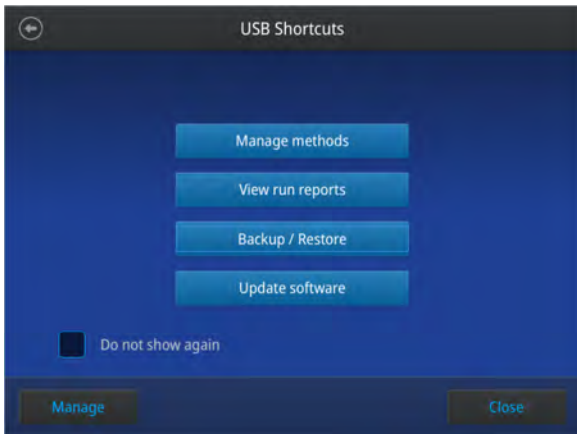 USB Shortcuts
Manage methods
View run reports
Backup / Restore
Update software
Do not show again
Manage
Close